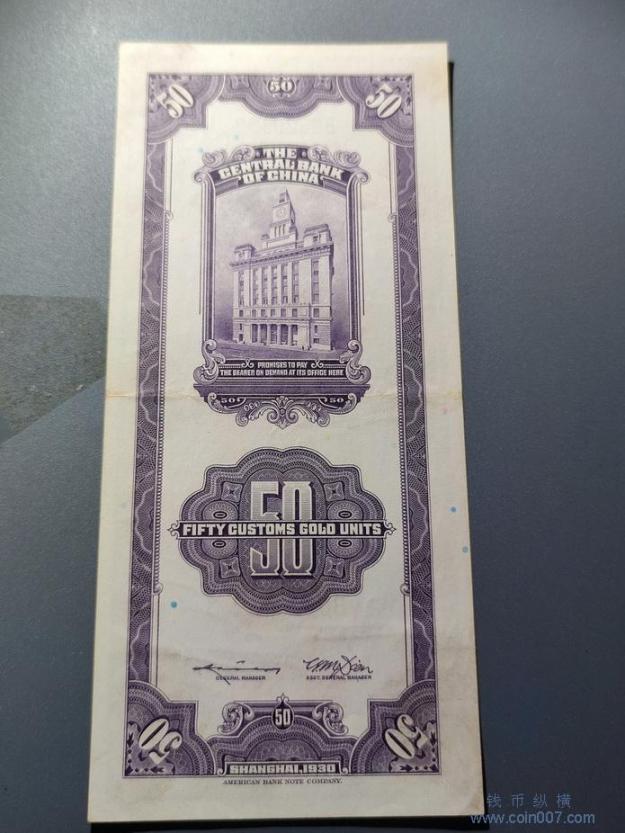 50 50 50
THE
CENTRAL BANK
OF CHINA
PROMISES TO PAY
THE BEARER ON DEMAND AT ITS OFFICE HERE
50 50
50
FIFTY CUSTOMS GOLD UNITS
GENERAL MANAGER ASST. GENERAL MANAGER
50 50 50
SHANGHAI, 1930
AMERICAN BANK NOTE COMPANY.
钱币纵横
www.coin007.com